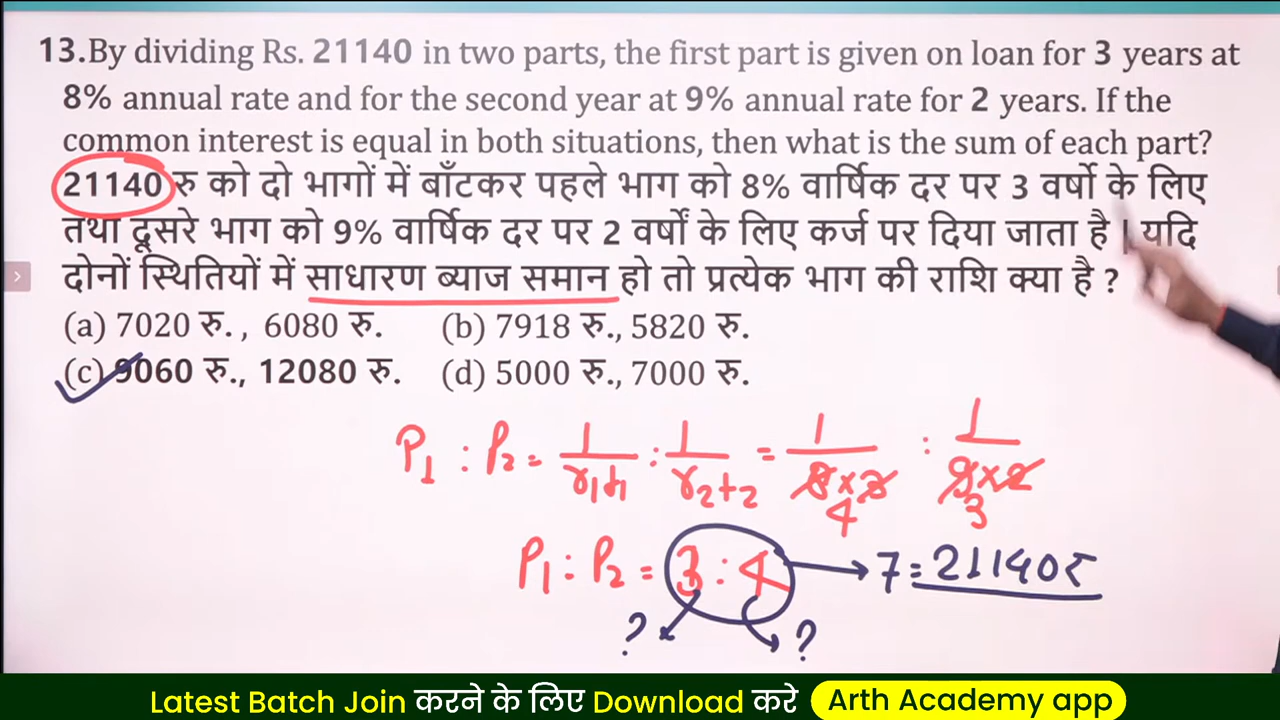 13.By dividing Rs. 21140 in two parts, the first part is given on loan for 3 years at
8% annual rate and for the second year at 9% annual rate for 2 years. If the
common interest is equal in both situations, then what is the sum of each part?
21140 रु को दो भागों में बाँटकर पहले भाग को 8% वार्षिक दर पर 3 वर्षो के लिए
तथा दूसरे भाग को 9% वार्षिक दर पर 2 वर्षों के लिए कर्ज पर दिया जाता है | यदि
दोनों स्थितियों में साधारण ब्याज समान हो तो प्रत्येक भाग की राशि क्या है ?
(a) 7020 रु. , 6080 रु. (b) 7918 रु., 5820 रु.
(c) 9060 रु., 12080 रु. (d) 5000 रु., 7000 रु.
P1 : P2 = 1/r1t1 : 1/r2t2 = 1/8×3 : 1/9×2
4 3
P1 : P2 = 3 : 4 → 7 = 21140₹
? ?
Latest Batch Join करने के लिए Download करे Arth Academy app